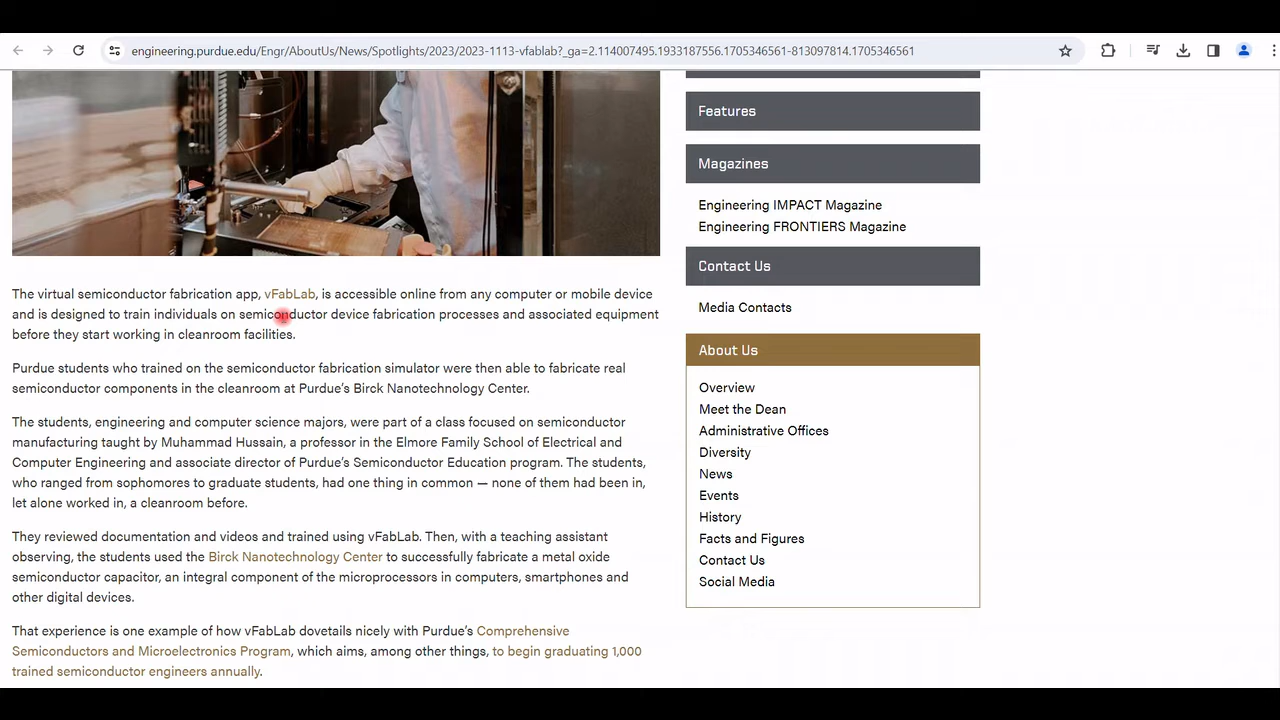 engineering.purdue.edu/Engr/AboutUs/News/Spotlights/2023/2023-1113-vfablab?_ga=2.114007495.1933187556.1705346561-813097814.1705346561
The virtual semiconductor fabrication app, vFabLab, is accessible online from any computer or mobile device
and is designed to train individuals on semiconductor device fabrication processes and associated equipment
before they start working in cleanroom facilities.
Purdue students who trained on the semiconductor fabrication simulator were then able to fabricate real
semiconductor components in the cleanroom at Purdue's Birck Nanotechnology Center.
The students, engineering and computer science majors, were part of a class focused on semiconductor
manufacturing taught by Muhammad Hussain, a professor in the Elmore Family School of Electrical and
Computer Engineering and associate director of Purdue's Semiconductor Education program. The students,
who ranged from sophomores to graduate students, had one thing in common — none of them had been in,
let alone worked in, a cleanroom before.
They reviewed documentation and videos and trained using vFabLab. Then, with a teaching assistant
observing, the students used the Birck Nanotechnology Center to successfully fabricate a metal oxide
semiconductor capacitor, an integral component of the microprocessors in computers, smartphones and
other digital devices.
That experience is one example of how vFabLab dovetails nicely with Purdue's Comprehensive
Semiconductors and Microelectronics Program, which aims, among other things, to begin graduating 1,000
trained semiconductor engineers annually.
Features
Magazines
Engineering IMPACT Magazine
Engineering FRONTIERS Magazine
Contact Us
Media Contacts
About Us
Overview
Meet the Dean
Administrative Offices
Diversity
News
Events
History
Facts and Figures
Contact Us
Social Media